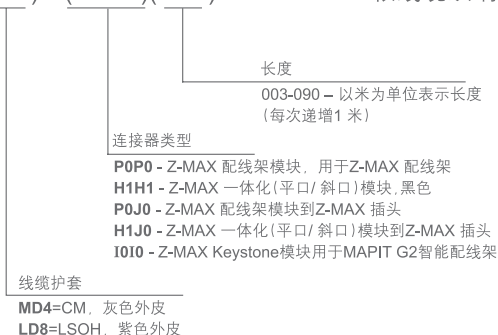 长度
003-090 – 以米为单位表示长度
(每次递增1 米)
连接器类型
P0P0 - Z-MAX 配线架模块，用于Z-MAX 配线架
H1H1 - Z-MAX 一体化(平口/ 斜口)模块,黑色
P0J0 - Z-MAX 配线架模块到Z-MAX 插头
H1J0 - Z-MAX 一体化(平口/ 斜口)模块到Z-MAX 插头
I0I0 - Z-MAX Keystone模块用于MAPIT G2智能配线架
线缆护套
MD4=CM，灰色外皮
LD8=LSOH，紫色外皮